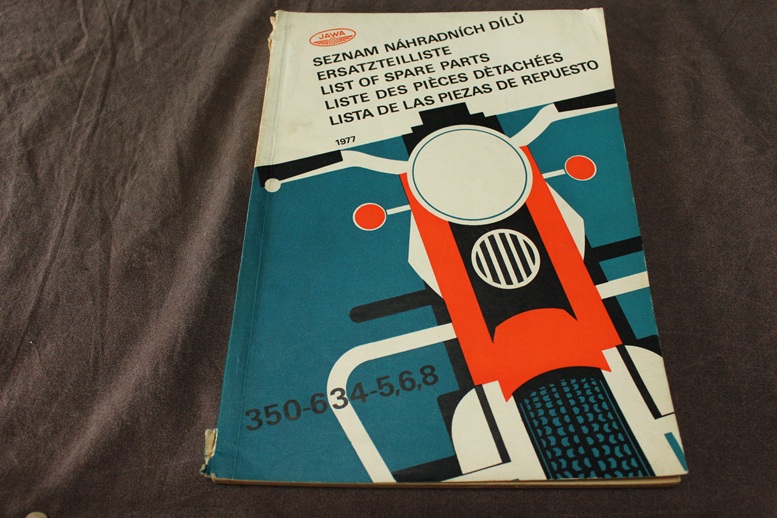 JAWA
SEZNAM NÁHRADNÍCH DÍLŮ
ERSATZTEILLISTE
LIST OF SPARE PARTS
LISTE DES PIÈCES DÈTACHÉES
LISTA DE LAS PIEZAS DE REPUESTO
1977
350-634-5,6,8